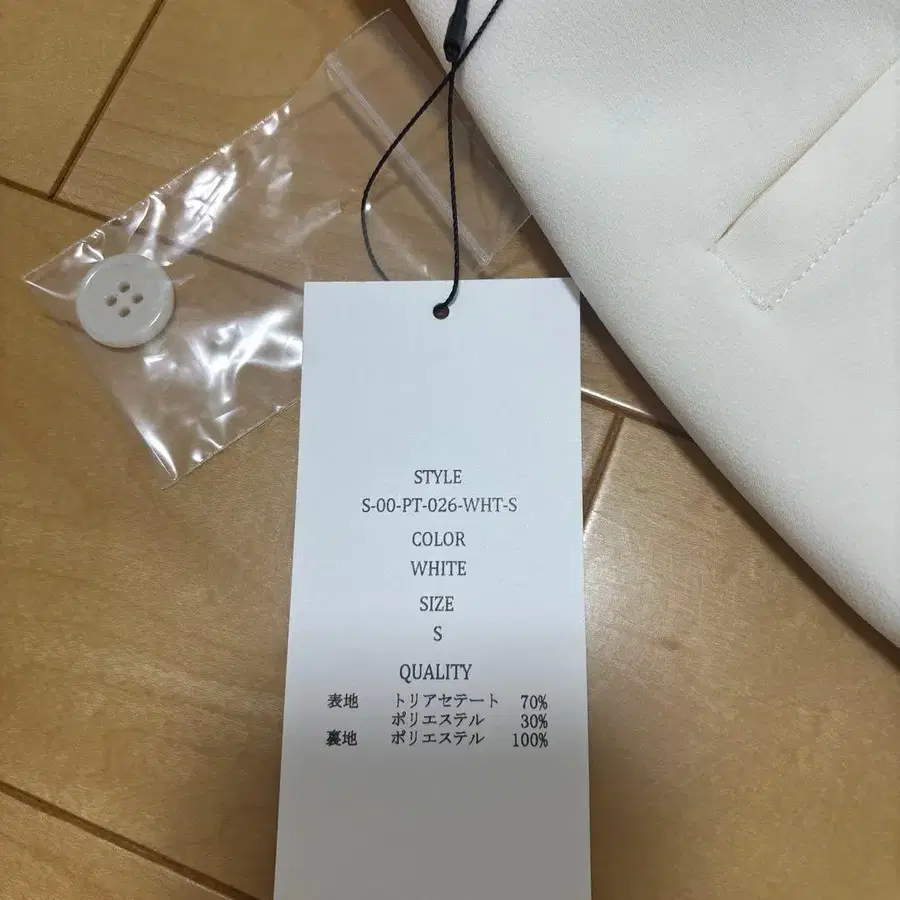 STYLE
S-00-PT-026-WHT-S
COLOR
WHITE
SIZE
S
QUALITY
表地 トリアセテート 70%
ポリエステル 30%
裏地 ポリエステル 100%